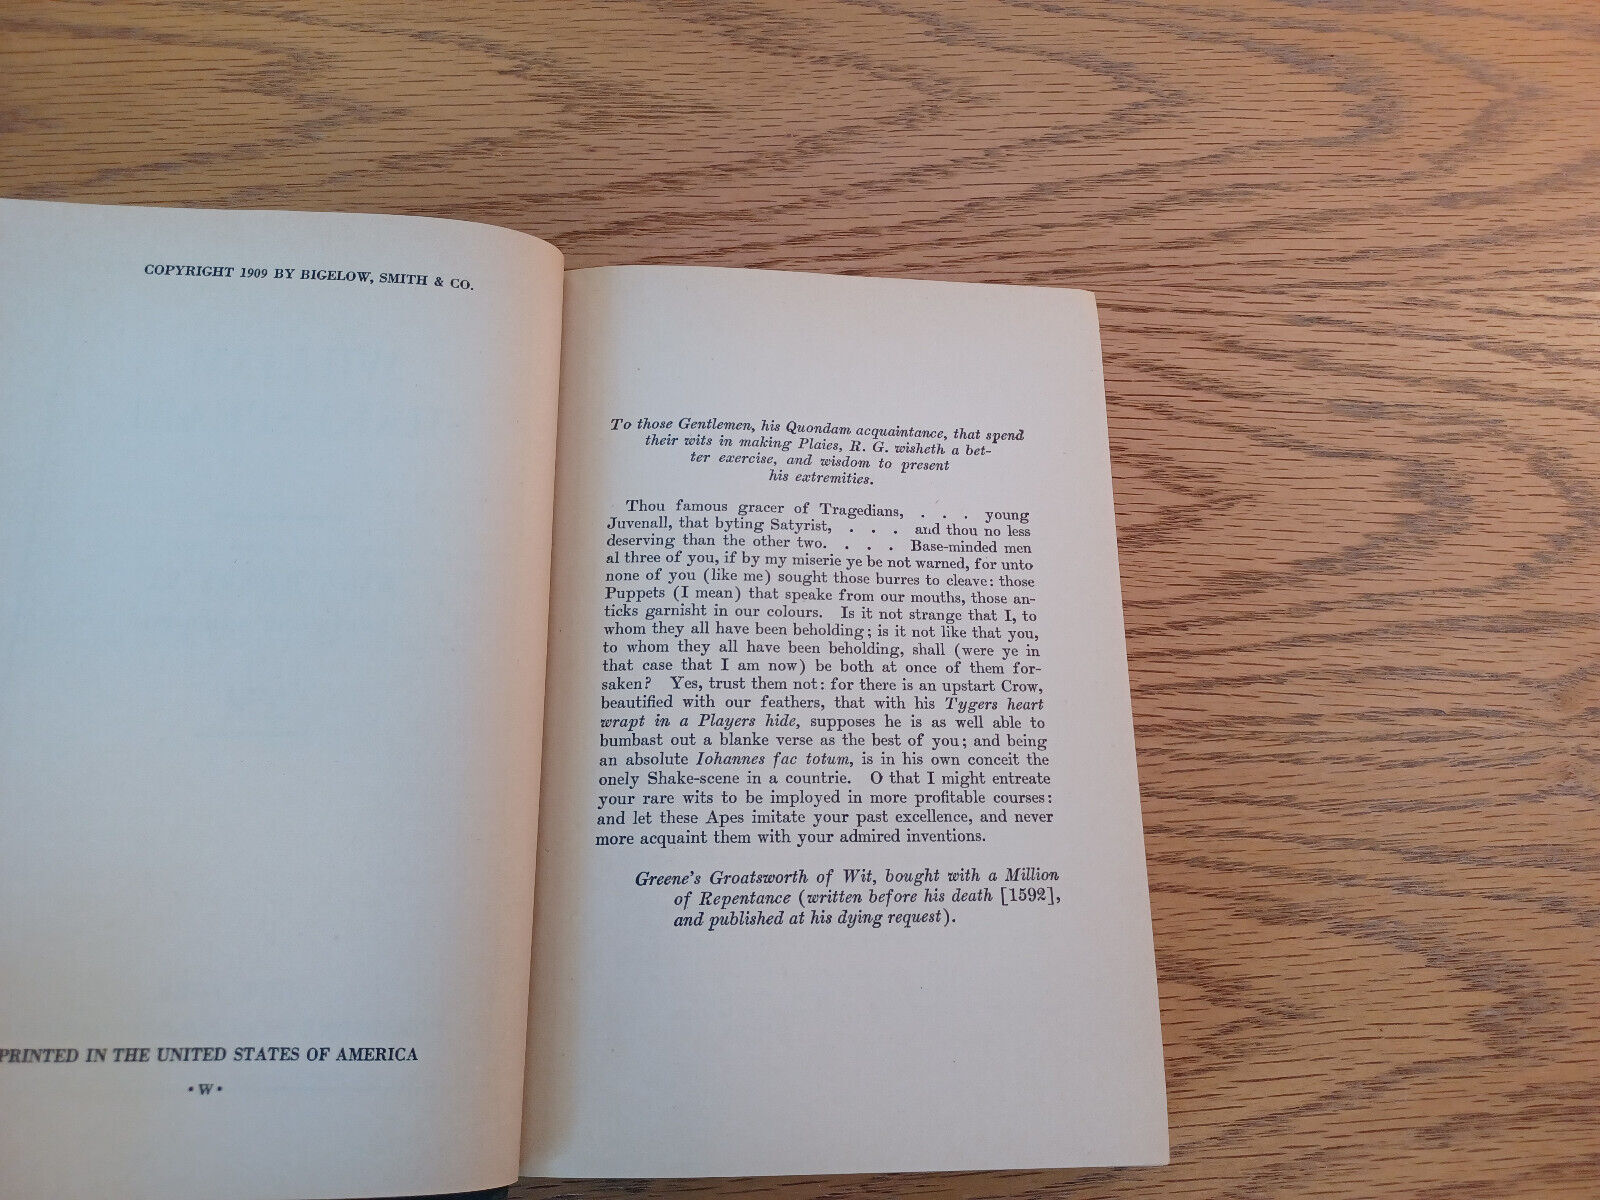 COPYRIGHT 1909 BY BIGELOW, SMITH & CO.
PRINTED IN THE UNITED STATES OF AMERICA
·W·
To those Gentlemen, his Quondam acquaintance, that spend
their wits in making Plaies, R. G. wisheth a bet-
ter exercise, and wisdom to present
his extremities.
Thou famous gracer of Tragedians, . . . young
Juvenall, that byting Satyrist, . . . and thou no less
deserving than the other two. . . . Base-minded men
al three of you, if by my miserie ye be not warned, for unto
none of you (like me) sought those burres to cleave: those
Puppets (I mean) that speake from our mouths, those an-
ticks garnisht in our colours. Is it not strange that I, to
whom they all have been beholding; is it not like that you,
to whom they all have been beholding, shall (were ye in
that case that I am now) be both at once of them for-
saken? Yes, trust them not: for there is an upstart Crow,
beautified with our feathers, that with his Tygers heart
wrapt in a Players hide, supposes he is as well able to
bumbast out a blanke verse as the best of you; and being
an absolute Iohannes fac totum, is in his own conceit the
onely Shake-scene in a countrie. O that I might entreate
your rare wits to be imployed in more profitable courses:
and let these Apes imitate your past excellence, and never
more acquaint them with your admired inventions.
Greene's Groatsworth of Wit, bought with a Million
of Repentance (written before his death [1592],
and published at his dying request).